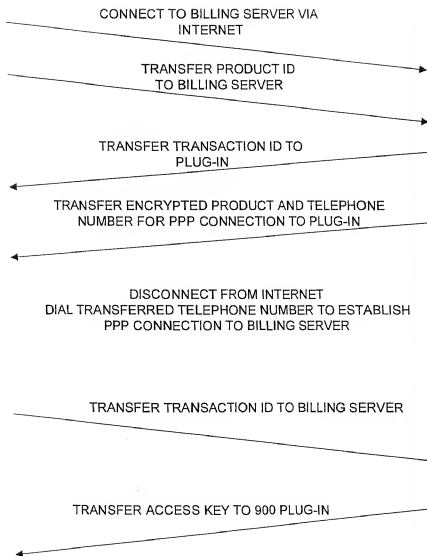 CONNECT TO BILLING SERVER VIA
INTERNET
TRANSFER PRODUCT ID
TO BILLING SERVER
TRANSFER TRANSACTION ID TO
PLUG-IN
TRANSFER ENCRYPTED PRODUCT AND TELEPHONE
NUMBER FOR PPP CONNECTION TO PLUG-IN
DISCONNECT FROM INTERNET
DIAL TRANSFERRED TELEPHONE NUMBER TO ESTABLISH
PPP CONNECTION TO BILLING SERVER
TRANSFER TRANSACTION ID TO BILLING SERVER
TRANSFER ACCESS KEY TO 900 PLUG-IN